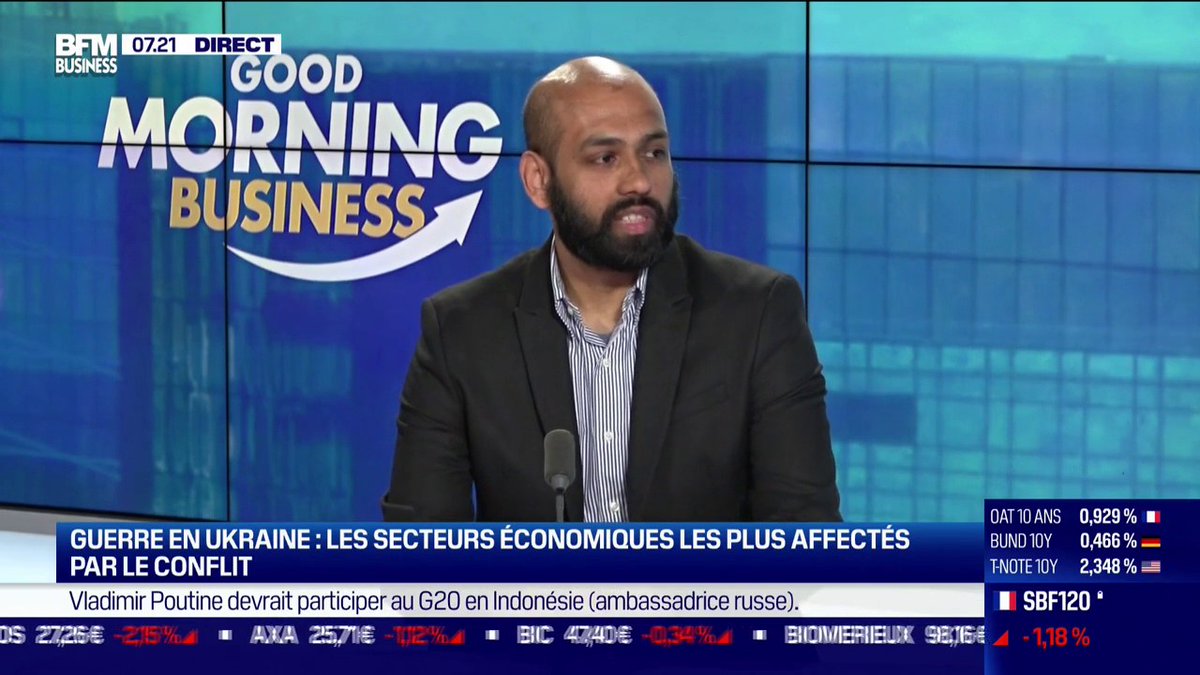 BFM
BUSINESS
07.21 DIRECT
GOOD
MORNING
BUSINESS
GUERRE EN UKRAINE : LES SECTEURS ÉCONOMIQUES LES PLUS AFFECTÉS
PAR LE CONFLIT
Vladimir Poutine devrait participer au G20 en Indonésie (ambassadrice russe).
OS 27,26€ -2,15% AXA 25,71€ -1,12% BIC 47,40€ -0,34% BIOMERIEUX
OAT 10 ANS 0,929 %
BUND 10Y 0,466 %
T-NOTE 10Y 2,348 %
SBF120
-1,18 %